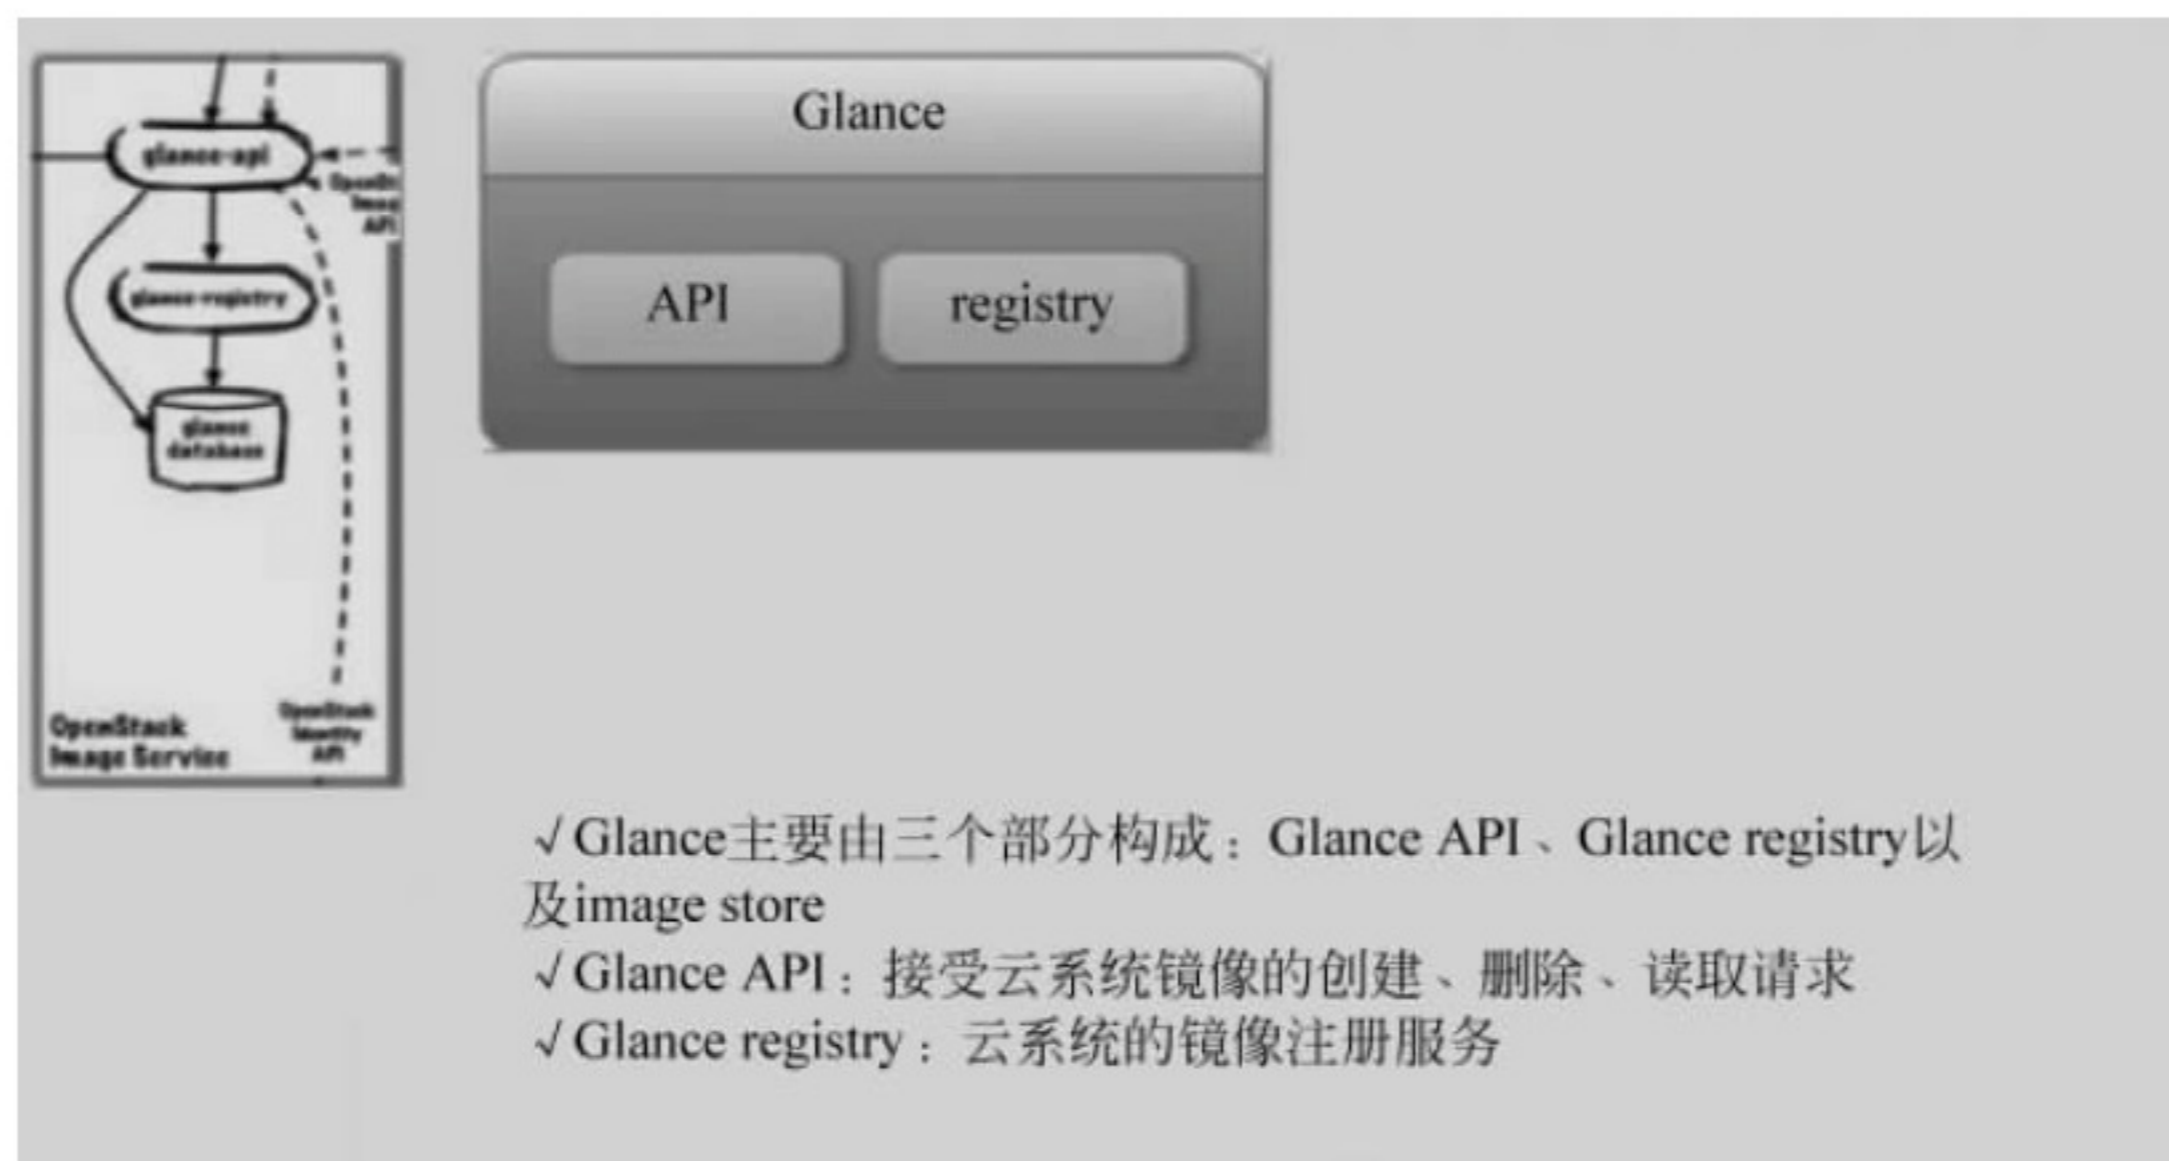 glance-api
OpenSt
Imag
API
glance-registry
glance
database
OpenStack
Image Service
OpenStack
Identity
API
Glance
API
registry
√Glance主要由三个部分构成：Glance API、Glance registry以
及image store
√Glance API：接受云系统镜像的创建、删除、读取请求
√Glance registry：云系统的镜像注册服务